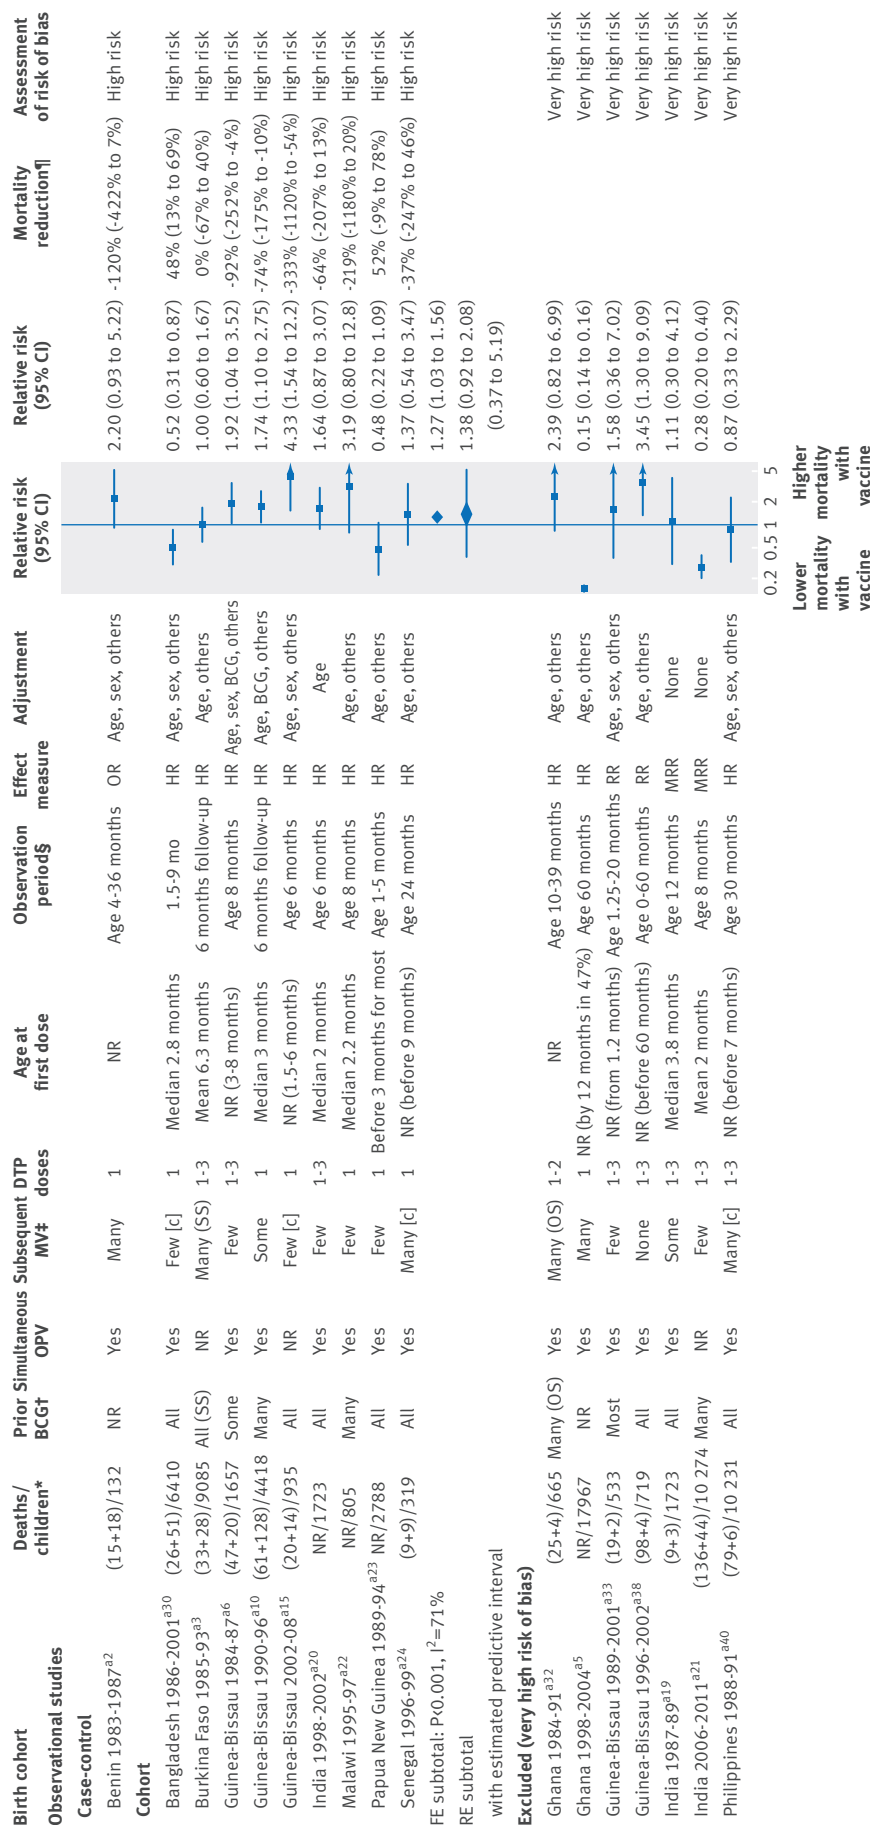 Birth cohort Deaths/children* Prior BCG† Simultaneous OPV Subsequent MV‡ DTP doses Age at first dose Observation period§ Effect measure Adjustment Relative risk (95% CI) Relative risk (95% CI) Mortality reduction¶ Assessment of risk of bias
Observational studies
Case-control
Benin 1983-1987a2 (15+18)/132 NR Yes Many 1 NR Age 4-36 months OR Age, sex, others 2.20 (0.93 to 5.22) -120% (-422% to 7%) High risk
Cohort
Bangladesh 1986-2001a30 (26+51)/6410 All Yes Few [c] 1 Median 2.8 months 1.5-9 mo HR Age, sex, others 0.52 (0.31 to 0.87) 48% (13% to 69%) High risk
Burkina Faso 1985-93a3 (33+28)/9085 All (SS) NR Many (SS) 1-3 Mean 6.3 months 6 months follow-up HR Age, others 1.00 (0.60 to 1.67) 0% (-67% to 40%) High risk
Guinea-Bissau 1984-87a6 (47+20)/1657 Some Yes Few 1-3 NR (3-8 months) Age 8 months HR Age, sex, BCG, others 1.92 (1.04 to 3.52) -92% (-252% to -4%) High risk
Guinea-Bissau 1990-96a10 (61+128)/4418 Many Yes Some 1 Median 3 months 6 months follow-up HR Age, BCG, others 1.74 (1.10 to 2.75) -74% (-175% to -10%) High risk
Guinea-Bissau 2002-08a15 (20+14)/935 All NR Few [c] 1 NR (1.5-6 months) Age 6 months HR Age, sex, others 4.33 (1.54 to 12.2) -333% (-1120% to -54%) High risk
India 1998-2002a20 NR/1723 All Yes Few 1-3 Median 2 months Age 6 months HR Age 1.64 (0.87 to 3.07) -64% (-207% to 13%) High risk
Malawi 1995-97a22 NR/805 Many Yes Few 1 Median 2.2 months Age 8 months HR Age, others 3.19 (0.80 to 12.8) -219% (-1180% to 20%) High risk
Papua New Guinea 1989-94a23 NR/2788 All Yes Few 1 Before 3 months for most Age 1-5 months HR Age, others 0.48 (0.22 to 1.09) 52% (-9% to 78%) High risk
Senegal 1996-99a24 (9+9)/319 All Yes Many [c] 1 NR (before 9 months) Age 24 months HR Age, others 1.37 (0.54 to 3.47) -37% (-247% to 46%) High risk
FE subtotal: P<0.001, I2=71% 1.27 (1.03 to 1.56)
RE subtotal 1.38 (0.92 to 2.08)
with estimated predictive interval (0.37 to 5.19)
Excluded (very high risk of bias)
Ghana 1984-91a32 (25+4)/665 Many (OS) Yes Many (OS) 1-2 NR Age 10-39 months HR Age, others 2.39 (0.82 to 6.99) Very high risk
Ghana 1998-2004a5 NR/17967 NR Yes Many 1 NR (by 12 months in 47%) Age 60 months HR Age, others 0.15 (0.14 to 0.16) Very high risk
Guinea-Bissau 1989-2001a33 (19+2)/533 Most Yes Few 1-3 NR (from 1.2 months) Age 1.25-20 months RR Age, sex, others 1.58 (0.36 to 7.02) Very high risk
Guinea-Bissau 1996-2002a38 (98+4)/719 All Yes None 1-3 NR (before 60 months) Age 0-60 months RR Age, others 3.45 (1.30 to 9.09) Very high risk
India 1987-89a19 (9+3)/1723 All Yes Some 1-3 Median 3.8 months Age 12 months MRR None 1.11 (0.30 to 4.12) Very high risk
India 2006-2011a21 (136+44)/10 274 Many NR Few 1-3 Mean 2 months Age 8 months MRR None 0.28 (0.20 to 0.40) Very high risk
Philippines 1988-91a40 (79+6)/10 231 All Yes Many [c] 1-3 NR (before 7 months) Age 30 months HR Age, sex, others 0.87 (0.33 to 2.29) Very high risk
0.2 0.5 1 2 5
Lower mortality with vaccine Higher mortality with vaccine